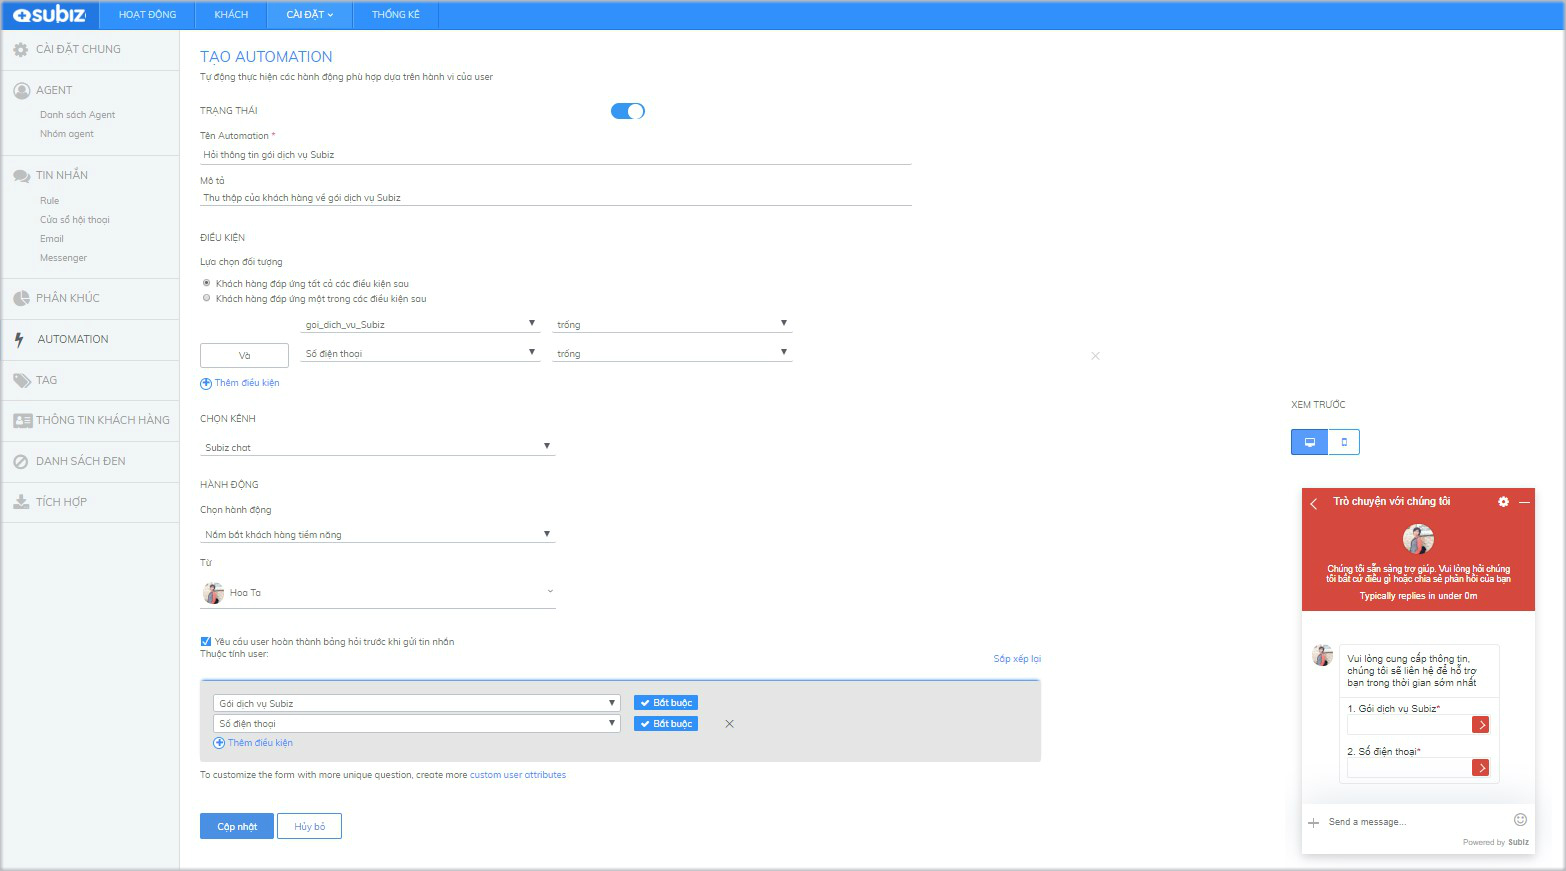 subiz
HOẠT ĐỘNG
KHÁCH
CÀI ĐẶT
THỐNG KÊ
CÀI ĐẶT CHUNG
AGENT
Danh sách Agent
Nhóm agent
TIN NHẮN
Rule
Cửa sổ hội thoại
Email
Messenger
PHÂN KHÚC
AUTOMATION
TAG
THÔNG TIN KHÁCH HÀNG
DANH SÁCH ĐEN
TÍCH HỢP
TẠO AUTOMATION
Tự động thực hiện các hành động phù hợp dựa trên hành vi của user
TRẠNG THÁI
Tên Automation *
Hỏi thông tin gói dịch vụ Subiz
Mô tả
Thu thập của khách hàng về gói dịch vụ Subiz
ĐIỀU KIỆN
Lựa chọn đối tượng
Khách hàng đáp ứng tất cả các điều kiện sau
Khách hàng đáp ứng một trong các điều kiện sau
goi_dich_vu_Subiz
trống
Và
Số điện thoại
trống
Thêm điều kiện
CHỌN KÊNH
Subiz chat
HÀNH ĐỘNG
Chọn hành động
Nắm bắt khách hàng tiềm năng
Từ
Hoa Ta
Yêu cầu user hoàn thành bảng hỏi trước khi gửi tin nhắn
Thuộc tính user:
Sắp xếp lại
Gói dịch vụ Subiz
Bắt buộc
Số điện thoại
Bắt buộc
Thêm điều kiện
To customize the form with more unique question, create more custom user attributes
Cập nhật
Hủy bỏ
XEM TRƯỚC
Trò chuyện với chúng tôi
Chúng tôi sẵn sàng trợ giúp. Vui lòng hỏi chúng
tôi bất cứ điều gì hoặc chia sẻ phản hồi của bạn
Typically replies in under 0m
Vui lòng cung cấp thông tin,
chúng tôi sẽ liên hệ để hỗ trợ
bạn trong thời gian sớm nhất
1. Gói dịch vụ Subiz*
2. Số điện thoại*
Send a message...
Powered by Subiz